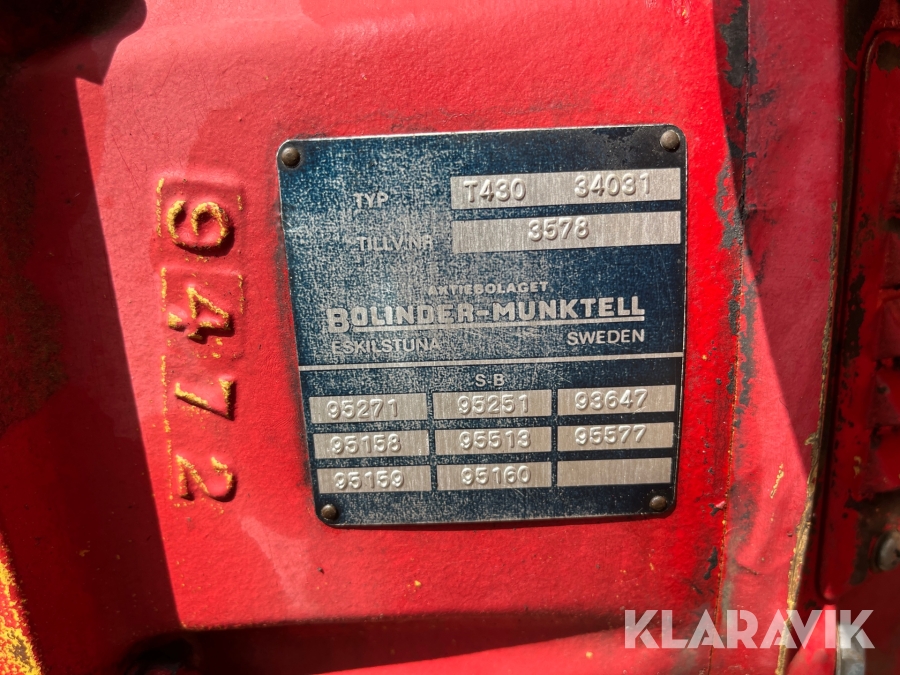 9472
TYP T430 34031
TILLV.NR 3578
AKTIEBOLAGET
BOLINDER-MUNKTELL
ESKILSTUNA SWEDEN
S-B
95271 95251 93647
95158 95513 95577
95159 95160
KLARAVIK